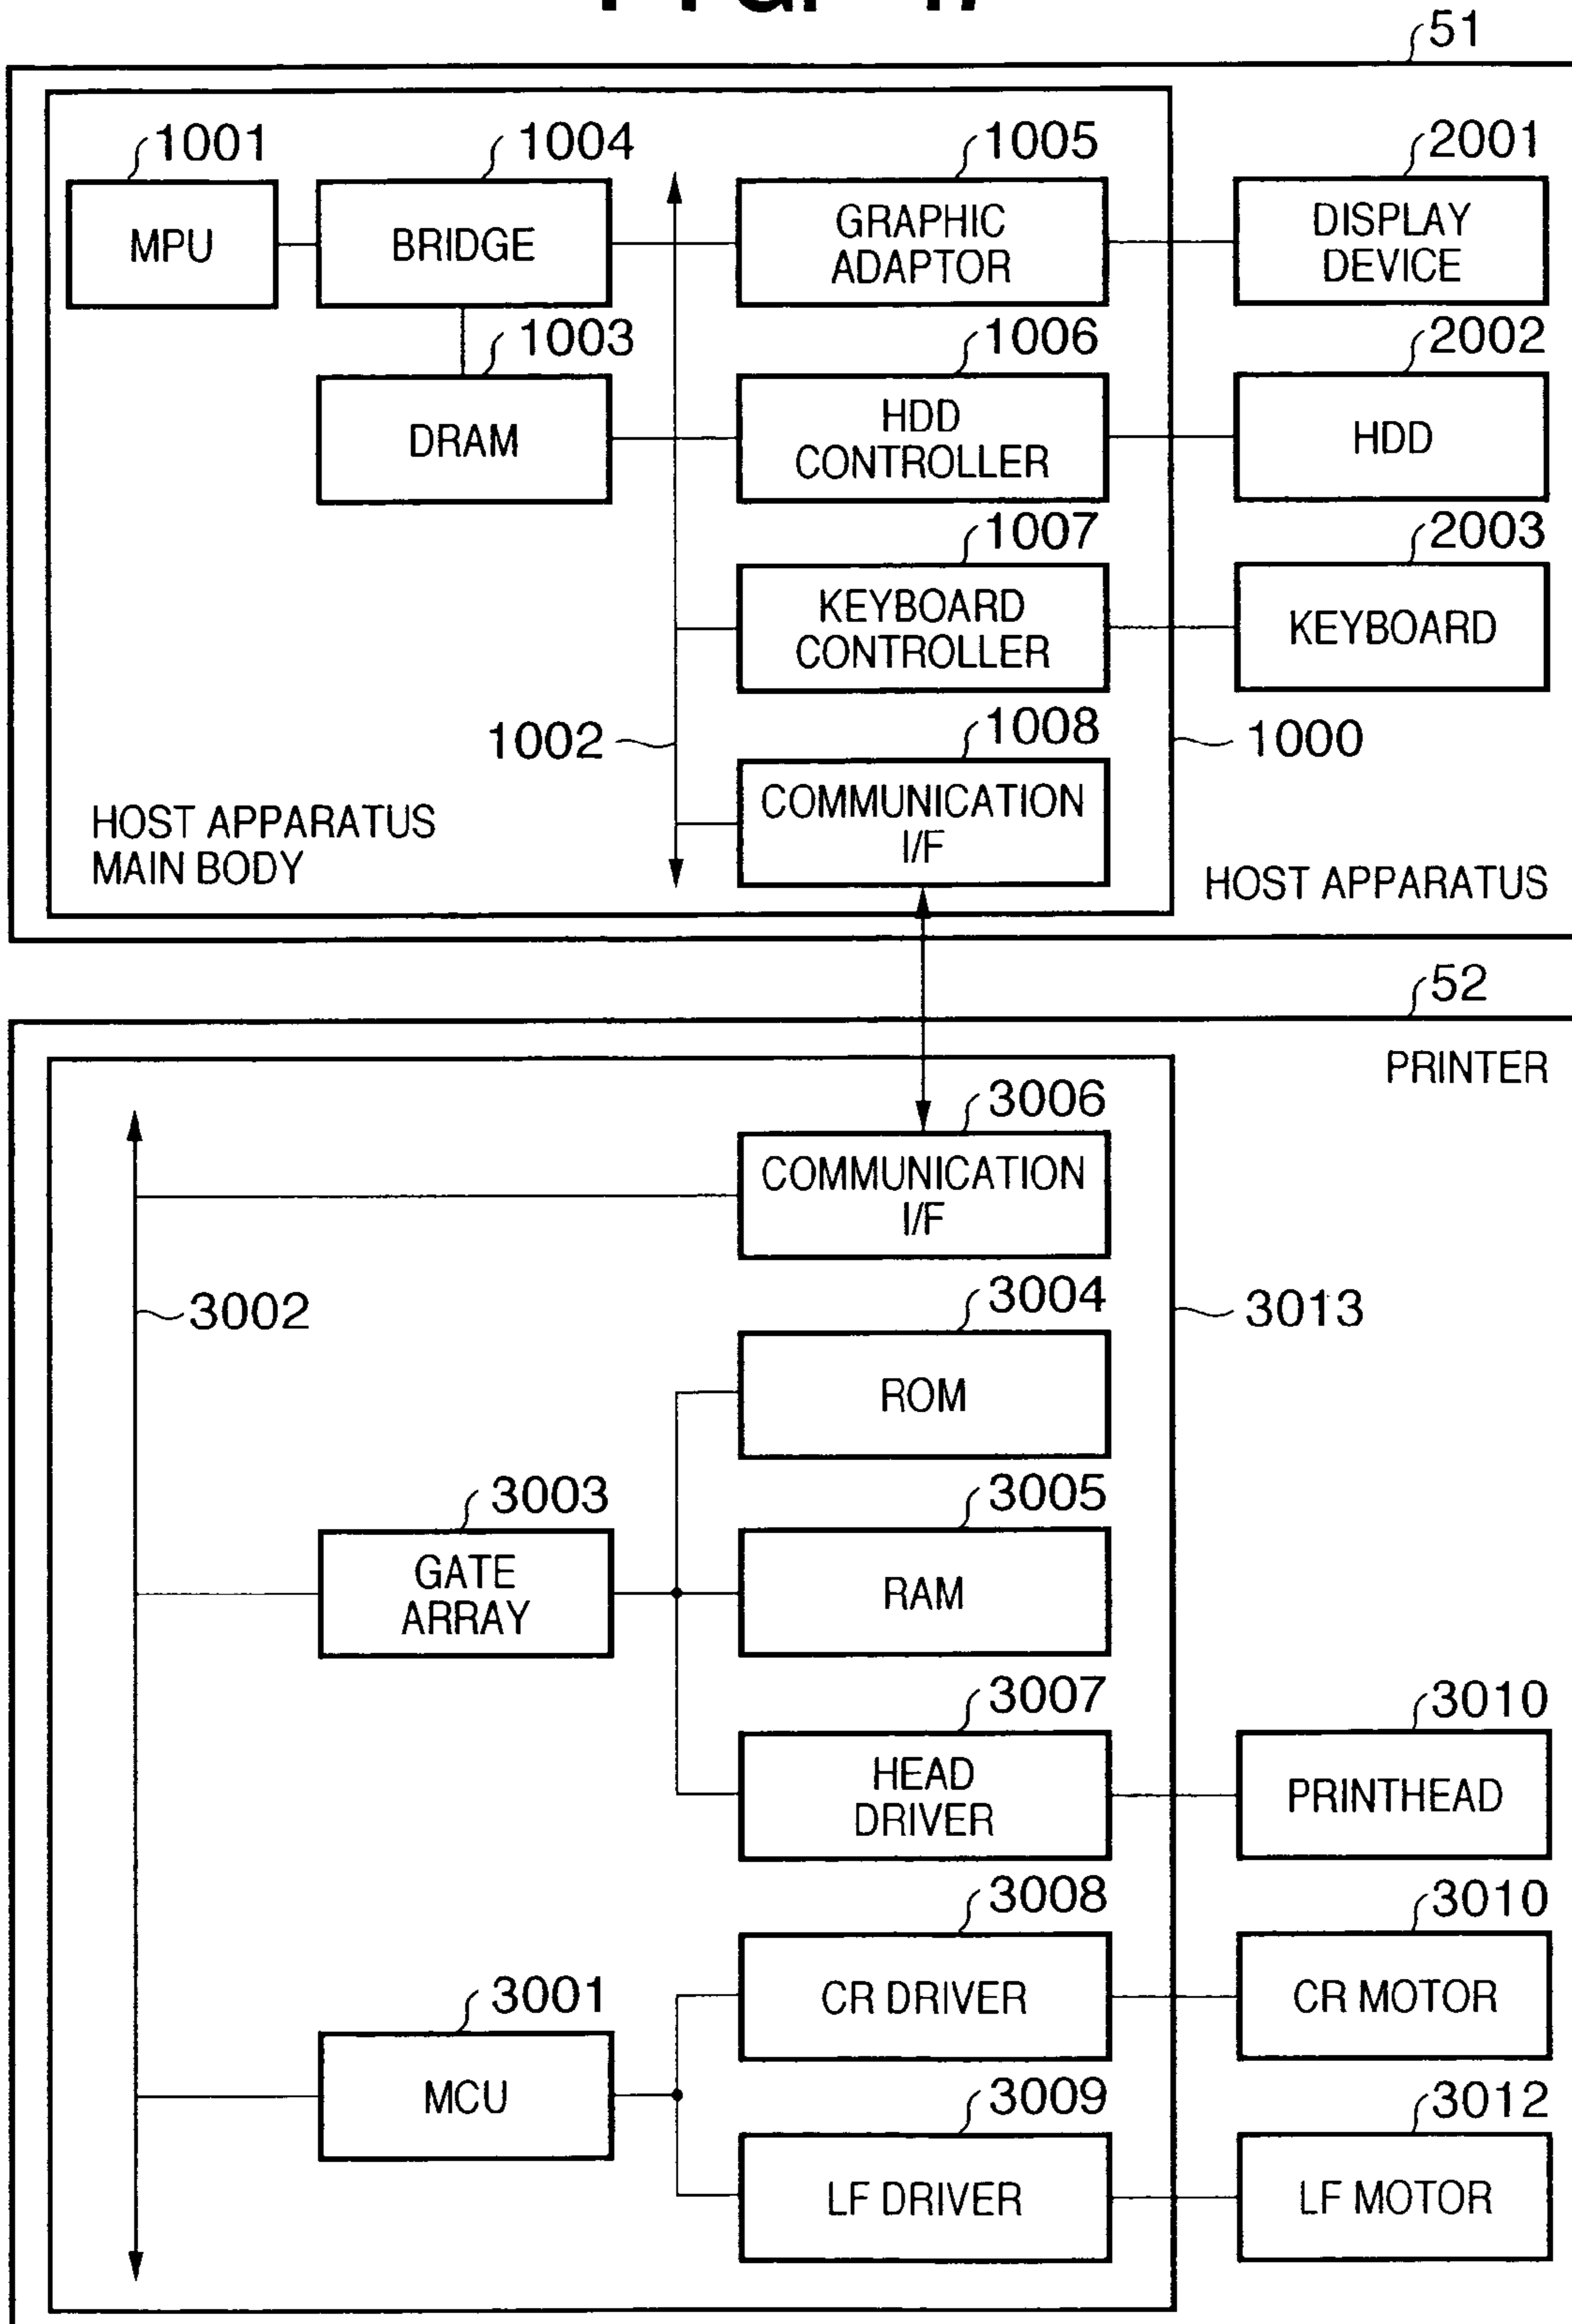 51
1001
1004
1005
2001
MPU
BRIDGE
GRAPHIC
ADAPTOR
DISPLAY
DEVICE
1003
1006
2002
DRAM
HDD
CONTROLLER
HDD
1007
2003
KEYBOARD
CONTROLLER
KEYBOARD
1002
1008
1000
COMMUNICATION
I/F
HOST APPARATUS
MAIN BODY
HOST APPARATUS
52
PRINTER
3006
COMMUNICATION
I/F
3002
3004
3013
ROM
3003
3005
GATE
ARRAY
RAM
3007
3010
HEAD
DRIVER
PRINTHEAD
3008
3010
CR DRIVER
CR MOTOR
3001
MCU
3009
3012
LF DRIVER
LF MOTOR